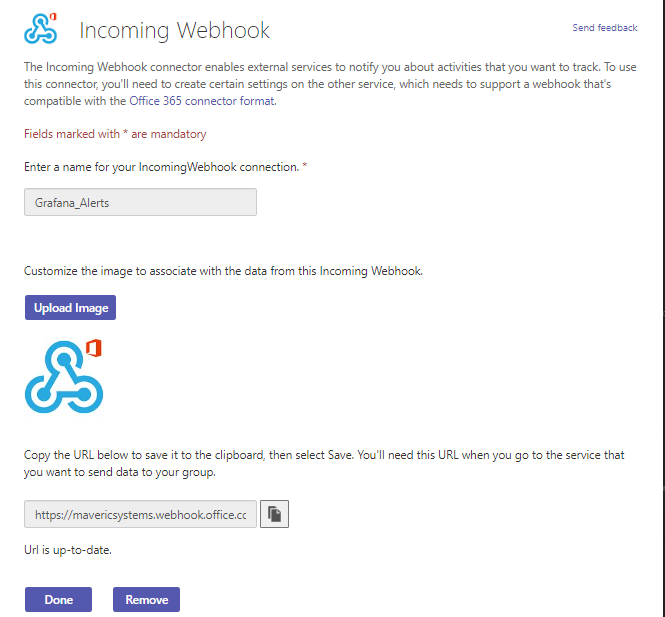 Incoming Webhook
Send feedback
The Incoming Webhook connector enables external services to notify you about activities that you want to track. To use
this connector, you'll need to create certain settings on the other service, which needs to support a webhook that's
compatible with the Office 365 connector format.
Fields marked with * are mandatory
Enter a name for your IncomingWebhook connection. *
Grafana_Alerts
Customize the image to associate with the data from this Incoming Webhook.
Upload Image
Copy the URL below to save it to the clipboard, then select Save. You'll need this URL when you go to the service that
you want to send data to your group.
https://mavericsystems.webhook.office.cc
Url is up-to-date.
Done
Remove